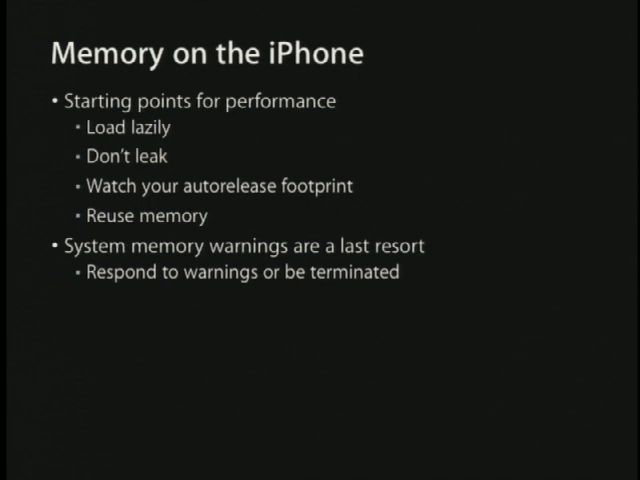 Memory on the iPhone
• Starting points for performance
▪ Load lazily
▪ Don't leak
▪ Watch your autorelease footprint
▪ Reuse memory
• System memory warnings are a last resort
▪ Respond to warnings or be terminated